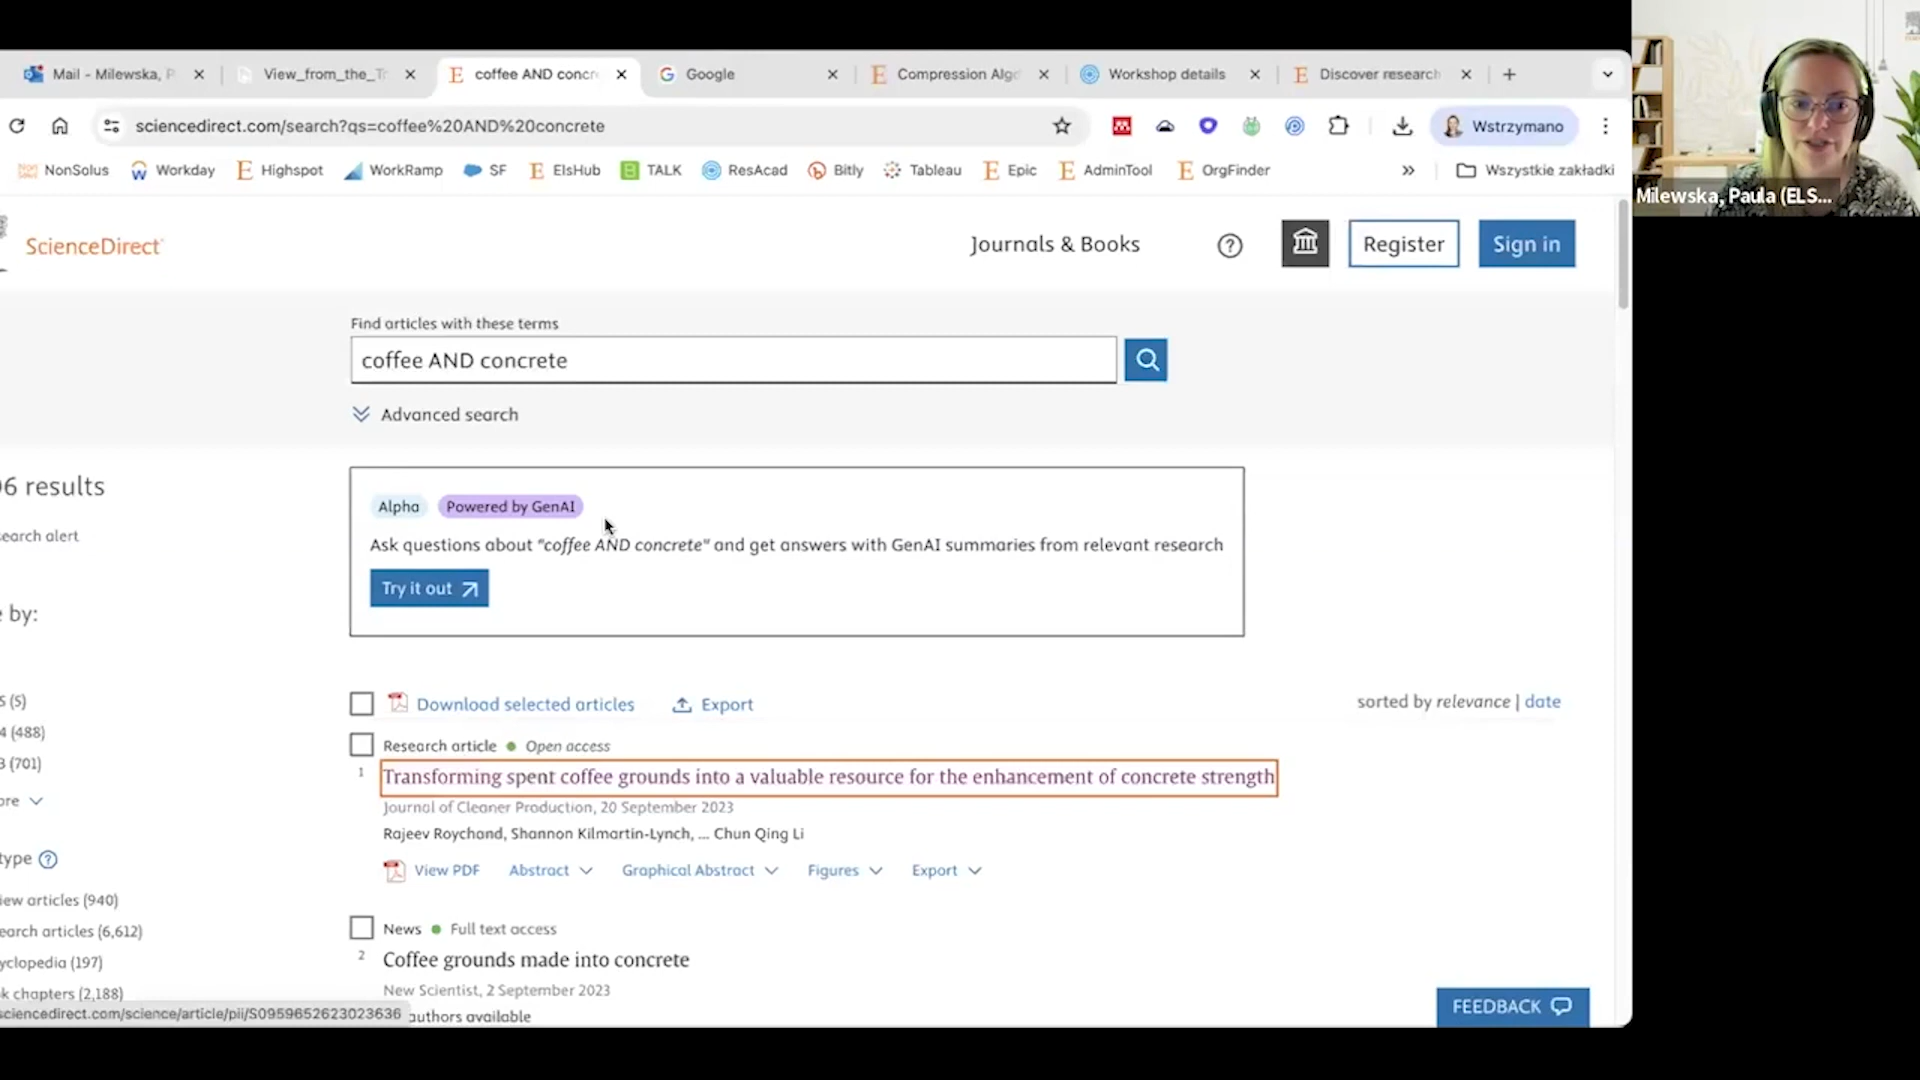 Mail - Milewska, P
View_from_the_Tr
coffee AND concr
Google
Compression Algo
Workshop details
Discover research
sciencedirect.com/search?qs=coffee%20AND%20concrete
Wstrzymano
NonSolus
Workday
Highspot
WorkRamp
SF
ElsHub
TALK
ResAcad
Bitly
Tableau
Epic
AdminTool
OrgFinder
Wszystkie zakładki
Milewska, Paula (ELS...
ScienceDirect
Journals & Books
Register
Sign in
Find articles with these terms
coffee AND concrete
Advanced search
6 results
earch alert
Alpha
Powered by GenAI
Ask questions about "coffee AND concrete" and get answers with GenAI summaries from relevant research
Try it out
e by:
5 (5)
4 (488)
3 (701)
ore
Download selected articles
Export
sorted by relevance | date
Research article
Open access
1
Transforming spent coffee grounds into a valuable resource for the enhancement of concrete strength
Journal of Cleaner Production, 20 September 2023
Rajeev Roychand, Shannon Kilmartin-Lynch, ... Chun Qing Li
View PDF
Abstract
Graphical Abstract
Figures
Export
type
iew articles (940)
earch articles (6,612)
cyclopedia (197)
k chapters (2,188)
News
Full text access
2
Coffee grounds made into concrete
New Scientist, 2 September 2023
authors available
sciencedirect.com/science/article/pii/S0959652623023636
FEEDBACK